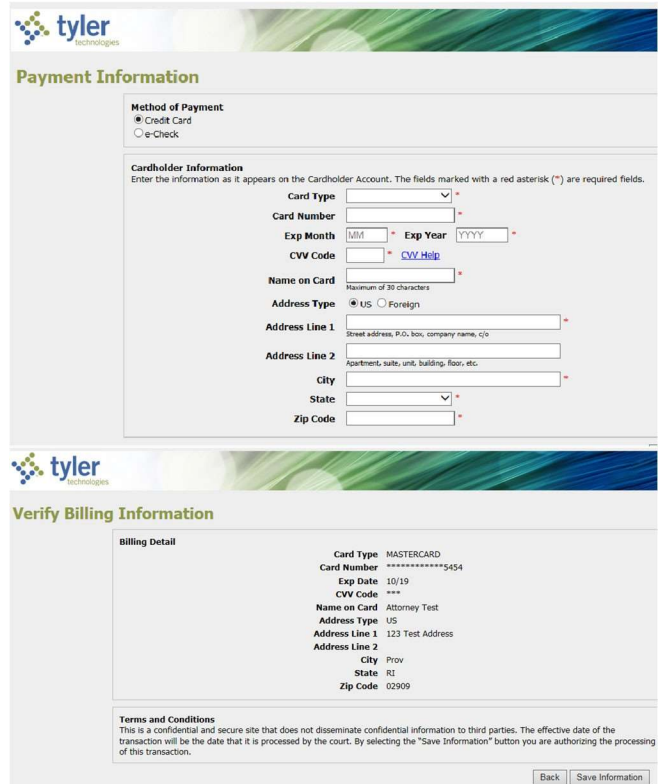 tyler
technologies
Payment Information
Method of Payment
Credit Card
e-Check
Cardholder Information
Enter the information as it appears on the Cardholder Account. The fields marked with a red asterisk (*) are required fields.
Card Type *
Card Number *
Exp Month MM * Exp Year YYYY *
CVV Code * CVV Help
Name on Card *
Maximum of 30 characters
Address Type US Foreign
Address Line 1 *
Street address, P.O. box, company name, c/o
Address Line 2
Apartment, suite, unit, building, floor, etc.
City *
State *
Zip Code *
tyler
technologies
Verify Billing Information
Billing Detail
Card Type MASTERCARD
Card Number ************5454
Exp Date 10/19
CVV Code ***
Name on Card Attorney Test
Address Type US
Address Line 1 123 Test Address
Address Line 2
City Prov
State RI
Zip Code 02909
Terms and Conditions
This is a confidential and secure site that does not disseminate confidential information to third parties. The effective date of the
transaction will be the date that it is processed by the court. By selecting the "Save Information" button you are authorizing the processing
of this transaction.
Back Save Information